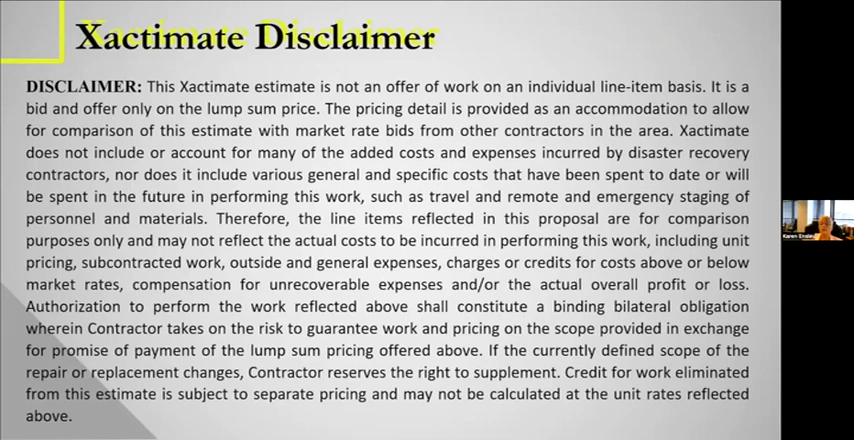 Xactimate Disclaimer
DISCLAIMER: This Xactimate estimate is not an offer of work on an individual line-item basis. It is a
bid and offer only on the lump sum price. The pricing detail is provided as an accommodation to allow
for comparison of this estimate with market rate bids from other contractors in the area. Xactimate
does not include or account for many of the added costs and expenses incurred by disaster recovery
contractors, nor does it include various general and specific costs that have been spent to date or will
be spent in the future in performing this work, such as travel and remote and emergency staging of
personnel and materials. Therefore, the line items reflected in this proposal are for comparison
purposes only and may not reflect the actual costs to be incurred in performing this work, including unit
pricing, subcontracted work, outside and general expenses, charges or credits for costs above or below
market rates, compensation for unrecoverable expenses and/or the actual overall profit or loss.
Authorization to perform the work reflected above shall constitute a binding bilateral obligation
wherein Contractor takes on the risk to guarantee work and pricing on the scope provided in exchange
for promise of payment of the lump sum pricing offered above. If the currently defined scope of the
repair or replacement changes, Contractor reserves the right to supplement. Credit for work eliminated
from this estimate is subject to separate pricing and may not be calculated at the unit rates reflected
above.
Karen Ensley